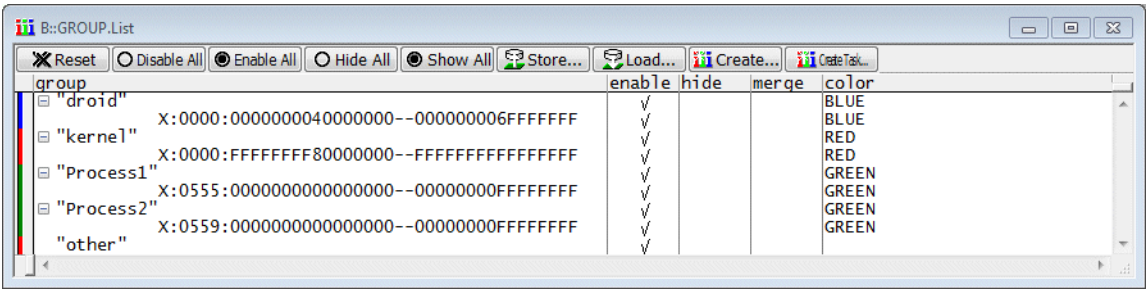 B::GROUP.List
Reset Disable All Enable All Hide All Show All Store... Load... Create... Create Task...
group enable hide merge color
"droid" √ BLUE
X:0000:0000000040000000--000000006FFFFFFF √ BLUE
"kernel" √ RED
X:0000:FFFFFFFF80000000--FFFFFFFFFFFFFFFF √ RED
"Process1" √ GREEN
X:0555:0000000000000000--00000000FFFFFFFF √ GREEN
"Process2" √ GREEN
X:0559:0000000000000000--00000000FFFFFFFF √ GREEN
"other" √